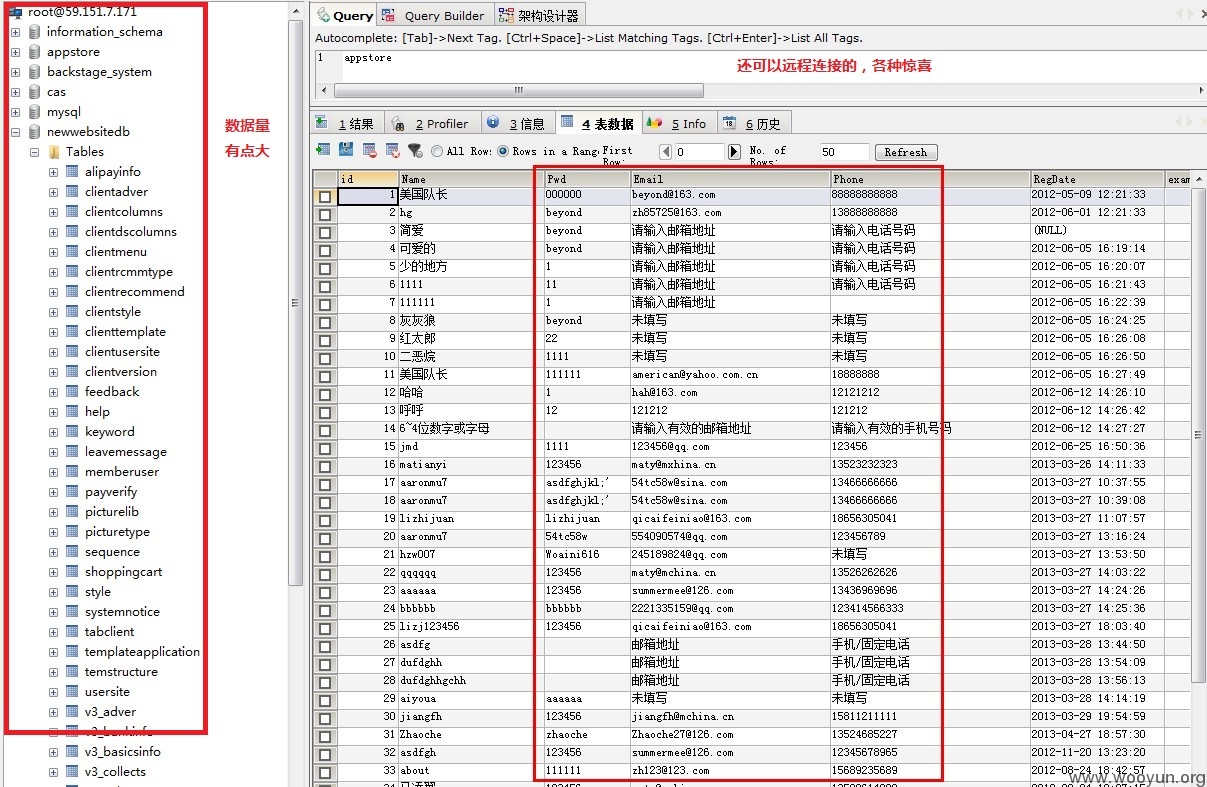 root@59.151.7.171
information_schema
appstore
backstage_system
cas
mysql
newwebsitedb
Tables
alipayinfo
clientadver
clientcolumns
clientdscolumns
clientmenu
clientrcmmtype
clientrecommend
clientstyle
clienttemplate
clientusersite
clientversion
feedback
help
keyword
leavemessage
memberuser
payverify
picturelib
picturetype
sequence
shoppingcart
style
systemnotice
tabclient
templateapplication
temstructure
usersite
v3_adver
v3_bankinfo
v3_basicsinfo
v3_collects
数据量
有点大
Query Query Builder 架构设计器
Autocomplete: [Tab]->Next Tag. [Ctrl+Space]->List Matching Tags. [Ctrl+Enter]->List All Tags.
1 appstore
还可以远程连接的，各种惊喜
1 结果 2 Profiler 3 信息 4 表数据 5 Info 6 历史
All Row: Rows in a Rang: First Row: 0 No. of Rows: 50 Refresh
id Name Pwd Email Phone RegDate exam
1 美国队长 000000 beyond@163.com 88888888888 2012-05-09 12:21:33
2 hg beyond zh85725@163.com 13888888888 2012-06-01 12:21:33
3 简爱 beyond 请输入邮箱地址 请输入电话号码 (NULL)
4 可爱的 beyond 请输入邮箱地址 请输入电话号码 2012-06-05 16:19:14
5 少的地方 1 请输入邮箱地址 请输入电话号码 2012-06-05 16:20:07
6 1111 11 请输入邮箱地址 请输入电话号码 2012-06-05 16:21:43
7 111111 1 请输入邮箱地址 2012-06-05 16:22:39
8 灰灰狼 beyond 未填写 未填写 2012-06-05 16:24:25
9 红太郎 22 未填写 未填写 2012-06-05 16:26:08
10 二恶烷 1111 未填写 未填写 2012-06-05 16:26:50
11 美国队长 111111 american@yahoo.com.cn 18888888 2012-06-05 16:27:49
12 哈哈 1 hah@163.com 12121212 2012-06-12 14:26:10
13 呼呼 12 121212 121212 2012-06-12 14:26:42
14 6~4位数字或字母 请输入有效的邮箱地址 请输入有效的手机号码 2012-06-12 14:27:27
15 jmd 1111 123456@qq.com 123456 2012-06-25 16:50:36
16 matianyi 123456 maty@mxhina.cn 13523232323 2013-03-26 14:11:33
17 aaronmu7 asdfghjkl;' 54tc58w@sina.com 13466666666 2013-03-27 10:37:55
18 aaronmu7 asdfghjkl;' 54tc58w@sina.com 13466666666 2013-03-27 10:39:08
19 lizhijuan lizhijuan qicaifeiniao@163.com 18656305041 2013-03-27 11:07:57
20 aaronmu7 54tc58w 554090574@qq.com 123456789 2013-03-27 13:16:24
21 hzw007 Woaini616 245189824@qq.com 未填写 2013-03-27 13:53:50
22 qqqqqq 123456 maty@mchina.cn 13526262626 2013-03-27 14:03:22
23 aaaaaa 123456 summermee@126.com 13436969696 2013-03-27 14:24:26
24 bbbbbb bbbbbb 2221335159@qq.com 123414566333 2013-03-27 14:25:36
25 lizj123456 123456 qicaifeiniao@163.com 18656305041 2013-03-27 18:03:40
26 asdfg 邮箱地址 手机/固定电话 2013-03-28 13:44:50
27 dufdghh 邮箱地址 手机/固定电话 2013-03-28 13:54:09
28 dufdghhgchh 邮箱地址 手机/固定电话 2013-03-28 13:56:13
29 aiyoua aaaaaa 未填写 未填写 2013-03-28 14:14:19
30 jiangfh 123456 jiangfh@mchina.cn 15811211111 2013-03-29 19:54:59
31 Zhaoche zhaoche Zhaoche27@126.com 13524685227 2013-04-27 18:57:30
32 asdfgh 123456 summermee@126.com 12345678965 2012-11-20 13:23:20
33 about 111111 zh123@123.com 15689235689 2012-08-24 18:42:57
www.wooyun.org